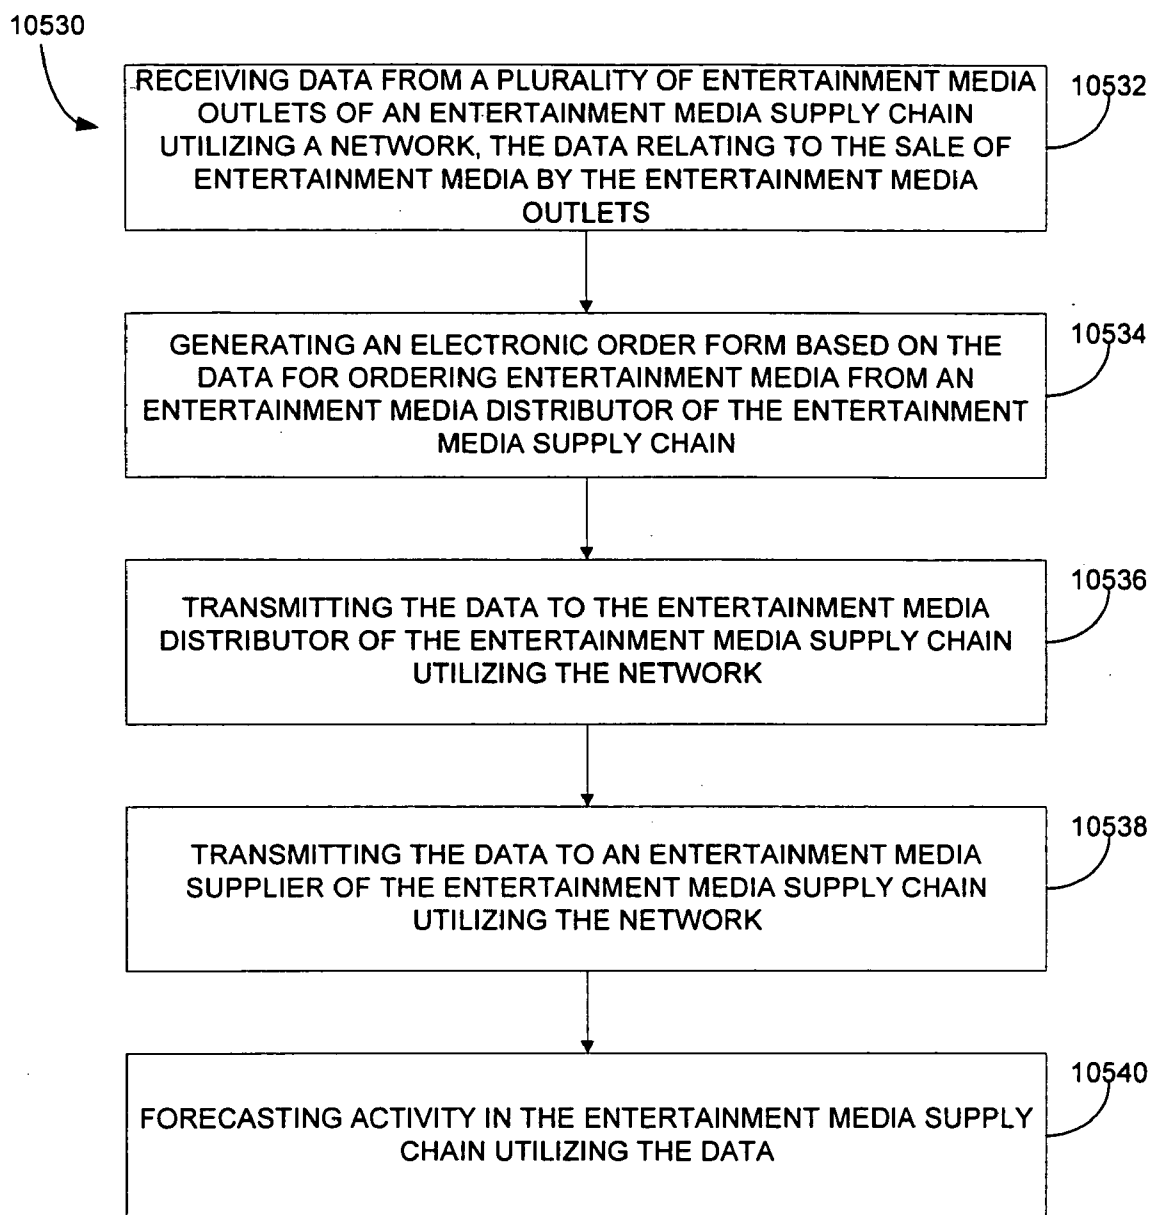 10530
RECEIVING DATA FROM A PLURALITY OF ENTERTAINMENT MEDIA
OUTLETS OF AN ENTERTAINMENT MEDIA SUPPLY CHAIN
UTILIZING A NETWORK, THE DATA RELATING TO THE SALE OF
ENTERTAINMENT MEDIA BY THE ENTERTAINMENT MEDIA
OUTLETS
10532
GENERATING AN ELECTRONIC ORDER FORM BASED ON THE
DATA FOR ORDERING ENTERTAINMENT MEDIA FROM AN
ENTERTAINMENT MEDIA DISTRIBUTOR OF THE ENTERTAINMENT
MEDIA SUPPLY CHAIN
10534
TRANSMITTING THE DATA TO THE ENTERTAINMENT MEDIA
DISTRIBUTOR OF THE ENTERTAINMENT MEDIA SUPPLY CHAIN
UTILIZING THE NETWORK
10536
TRANSMITTING THE DATA TO AN ENTERTAINMENT MEDIA
SUPPLIER OF THE ENTERTAINMENT MEDIA SUPPLY CHAIN
UTILIZING THE NETWORK
10538
FORECASTING ACTIVITY IN THE ENTERTAINMENT MEDIA SUPPLY
CHAIN UTILIZING THE DATA
10540